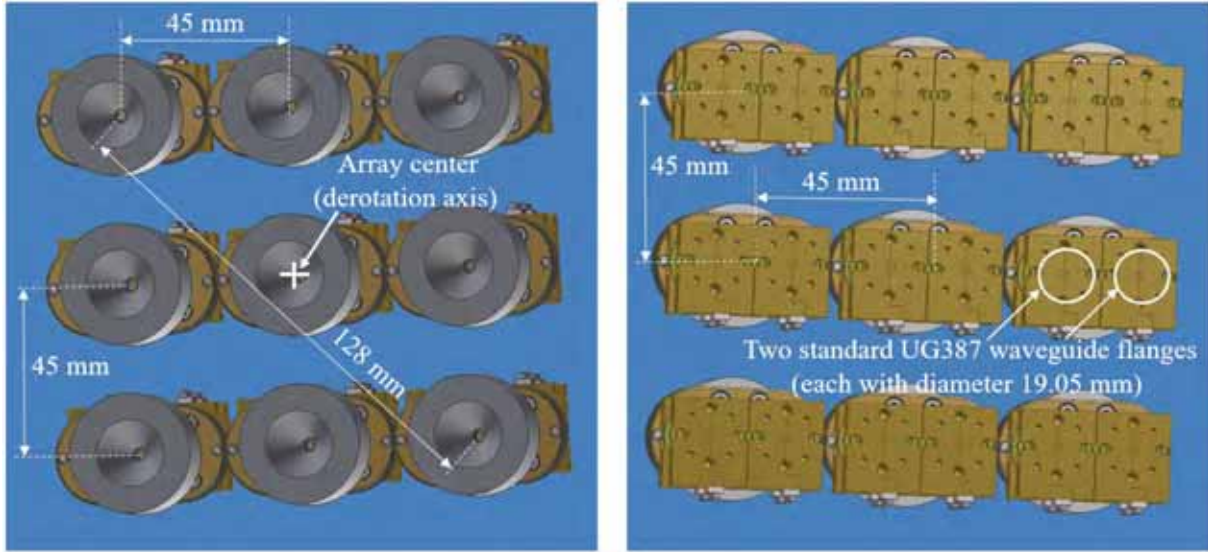 45 mm
Array center
(derotation axis)
128 mm
45 mm
45 mm
45 mm
Two standard UG387 waveguide flanges
(each with diameter 19.05 mm)